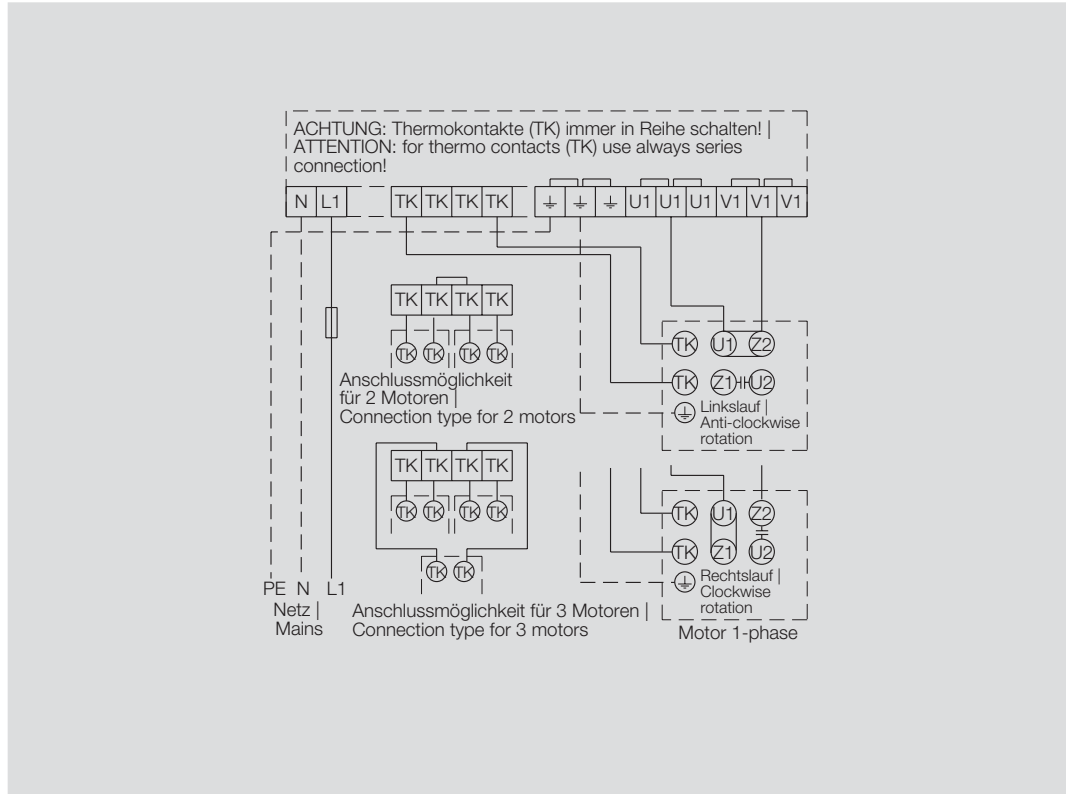 ACHTUNG: Thermokontakte (TK) immer in Reihe schalten! |
ATTENTION: for thermo contacts (TK) use always series
connection!
N L1 TK TK TK TK U1 U1 U1 V1 V1 V1
TK TK TK TK
TK TK TK TK
Anschlussmöglichkeit
für 2 Motoren |
Connection type for 2 motors
TK U1 Z2
TK Z1 U2
Linkslauf |
Anti-clockwise
rotation
TK TK TK TK
TK TK TK TK
TK TK
Anschlussmöglichkeit für 3 Motoren |
Connection type for 3 motors
TK U1 Z2
TK Z1 U2
Rechtslauf |
Clockwise
rotation
Motor 1-phase
PE N L1
Netz |
Mains